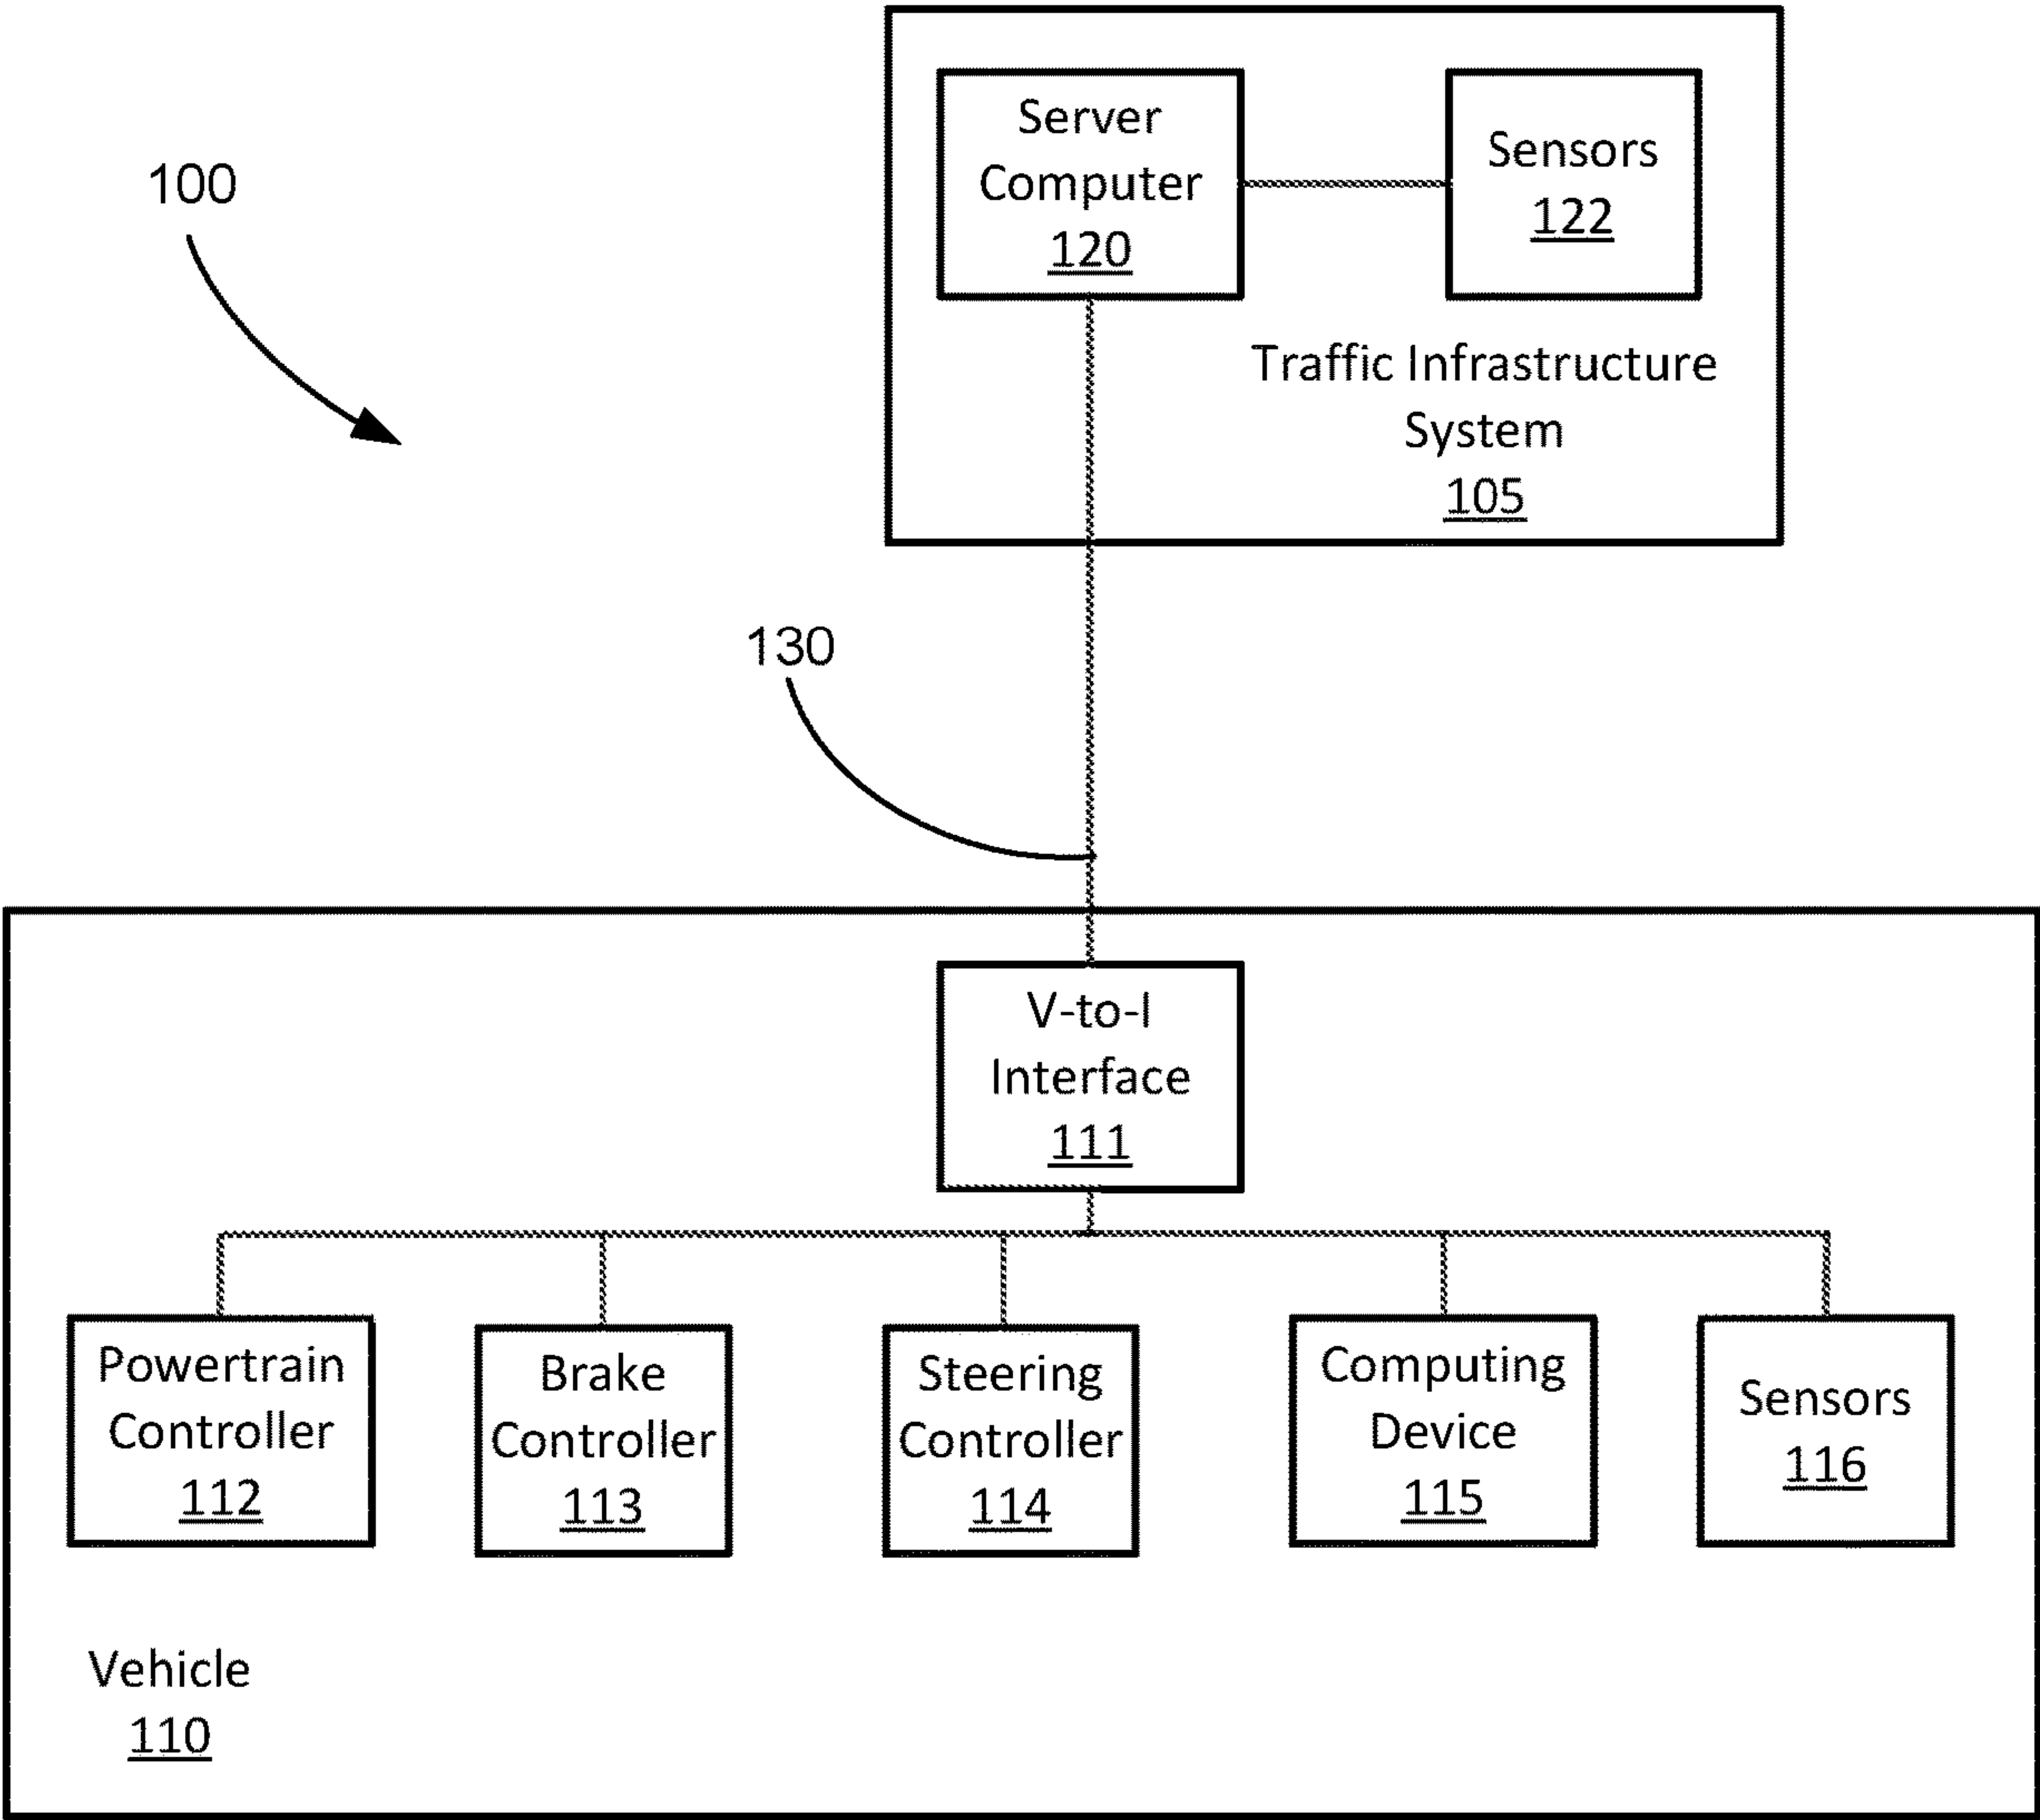 100
Server
Computer
120
Sensors
122
Traffic Infrastructure
System
105
130
V-to-I
Interface
111
Powertrain
Controller
112
Brake
Controller
113
Steering
Controller
114
Computing
Device
115
Sensors
116
Vehicle
110